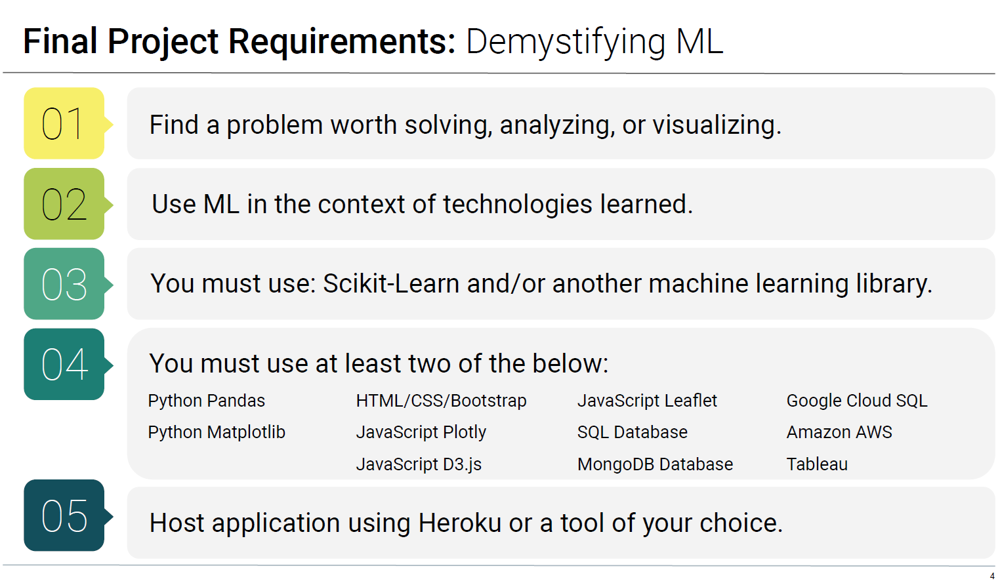 Final Project Requirements: Demystifying ML
01
Find a problem worth solving, analyzing, or visualizing.
02
Use ML in the context of technologies learned.
03
You must use: Scikit-Learn and/or another machine learning library.
04
You must use at least two of the below:
Python Pandas HTML/CSS/Bootstrap JavaScript Leaflet Google Cloud SQL
Python Matplotlib JavaScript Plotly SQL Database Amazon AWS
JavaScript D3.js MongoDB Database Tableau
05
Host application using Heroku or a tool of your choice.
4